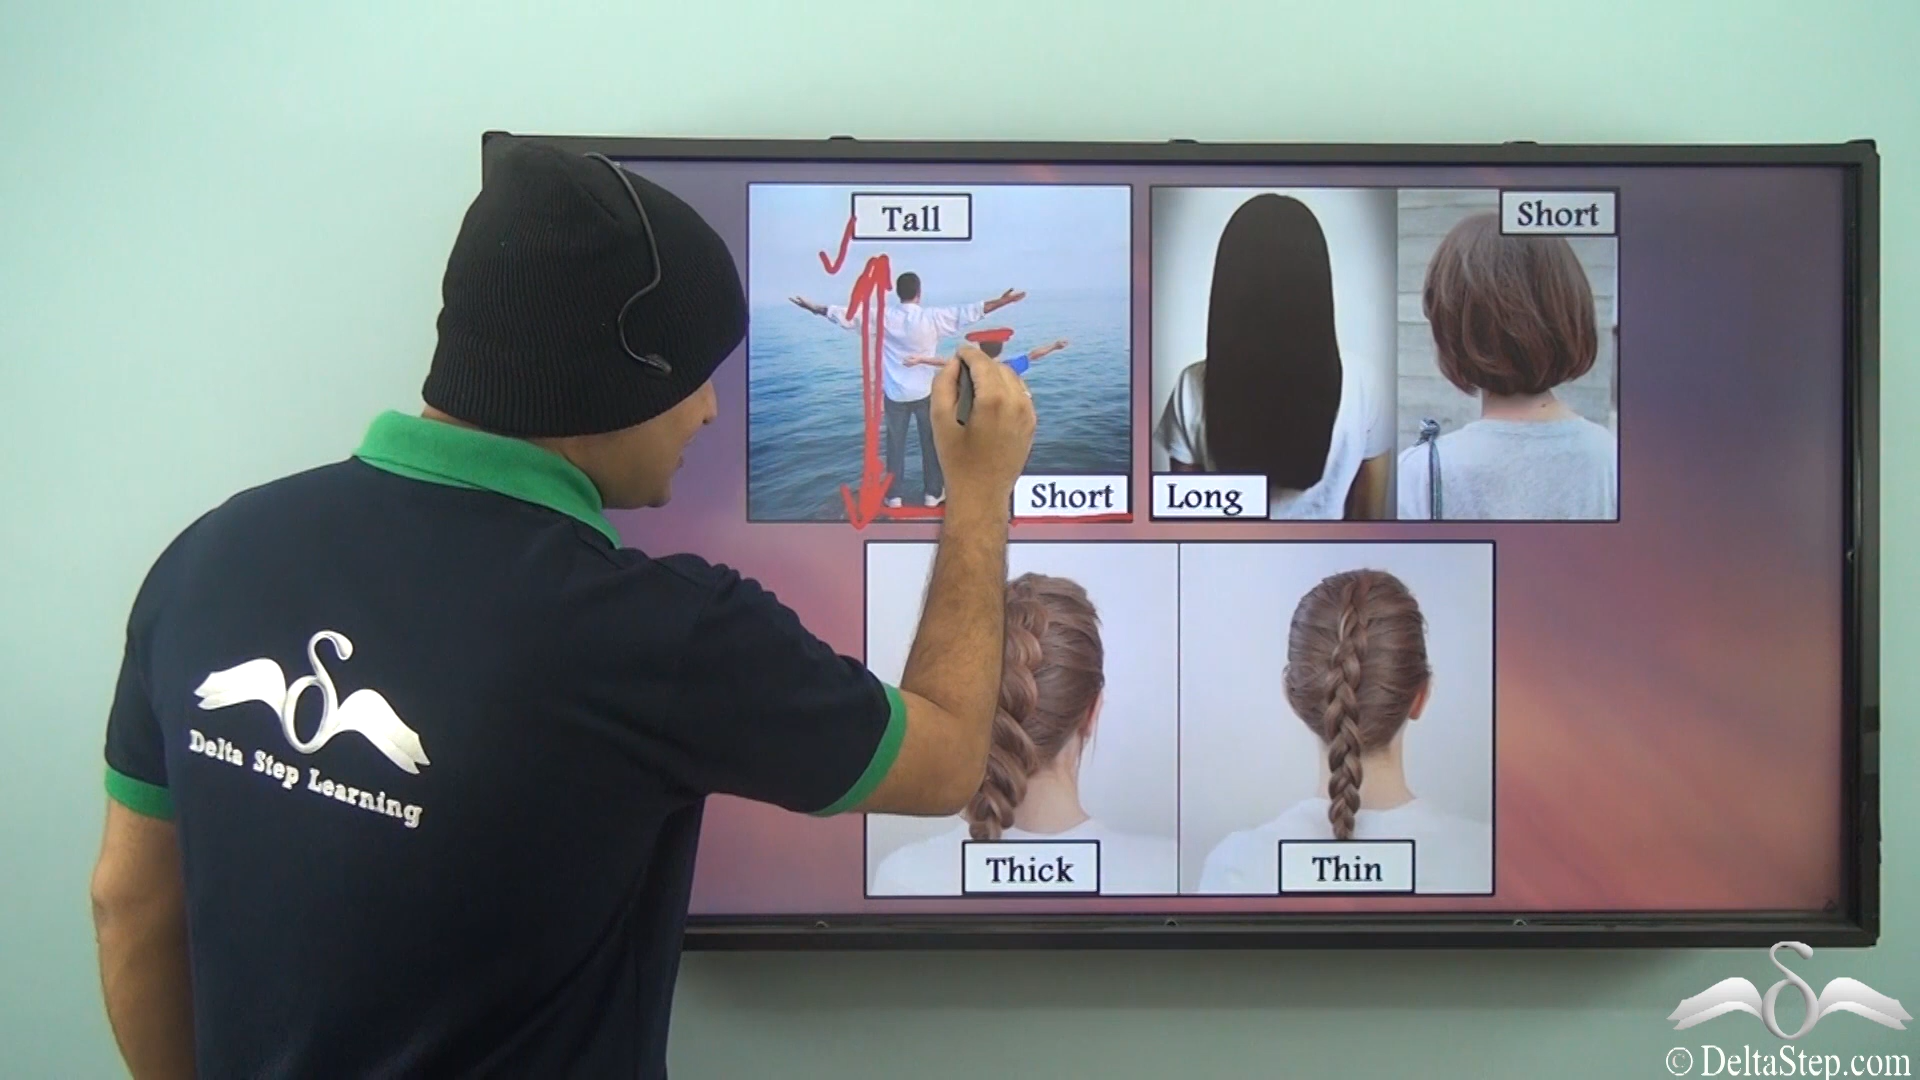 Tall
Short
Short
Long
Thick
Thin
Delta Step Learning
© DeltaStep.com